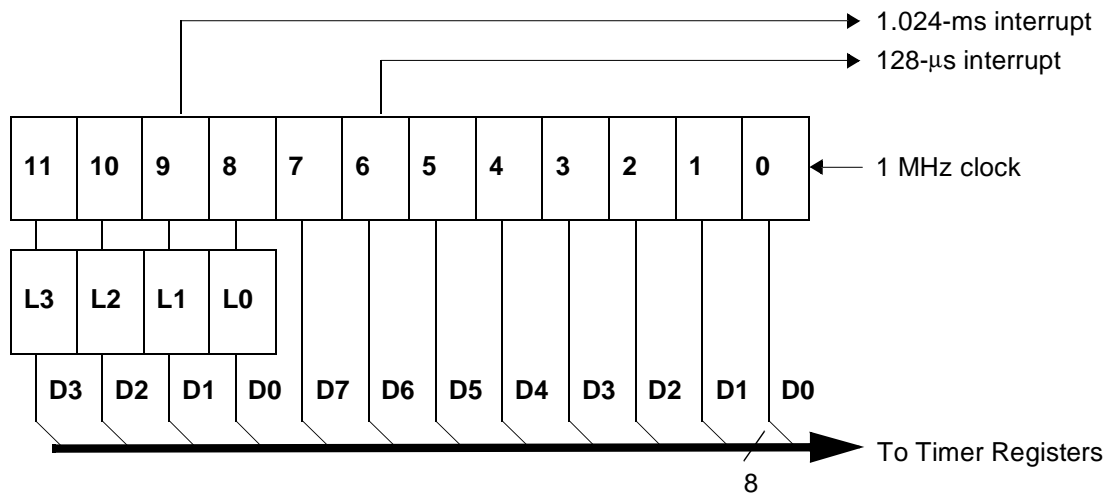 1.024-ms interrupt
128-μs interrupt
11 10 9 8 7 6 5 4 3 2 1 0
1 MHz clock
L3 L2 L1 L0
D3 D2 D1 D0 D7 D6 D5 D4 D3 D2 D1 D0
To Timer Registers
8